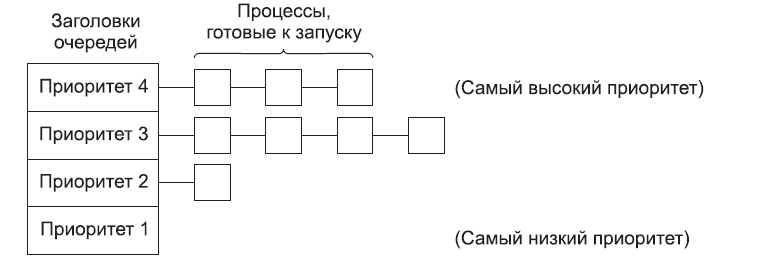 Заголовки
очередей
Процессы,
готовые к запуску
Приоритет 4
(Самый высокий приоритет)
Приоритет 3
Приоритет 2
Приоритет 1
(Самый низкий приоритет)